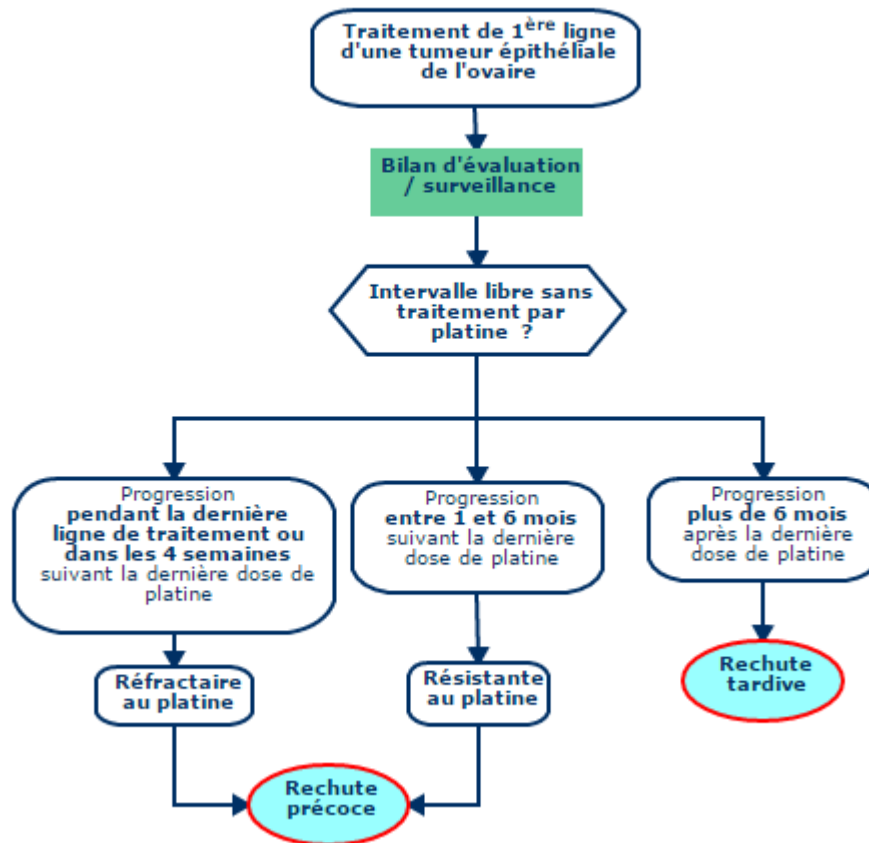 Traitement de 1ère ligne
d'une tumeur épithéliale
de l'ovaire
Bilan d'évaluation
/ surveillance
Intervalle libre sans
traitement par
platine ?
Progression
pendant la dernière
ligne de traitement ou
dans les 4 semaines
suivant la dernière dose de
platine
Progression
entre 1 et 6 mois
suivant la dernière
dose de platine
Progression
plus de 6 mois
après la dernière
dose de platine
Réfractaire
au platine
Résistante
au platine
Rechute
tardive
Rechute
précoce